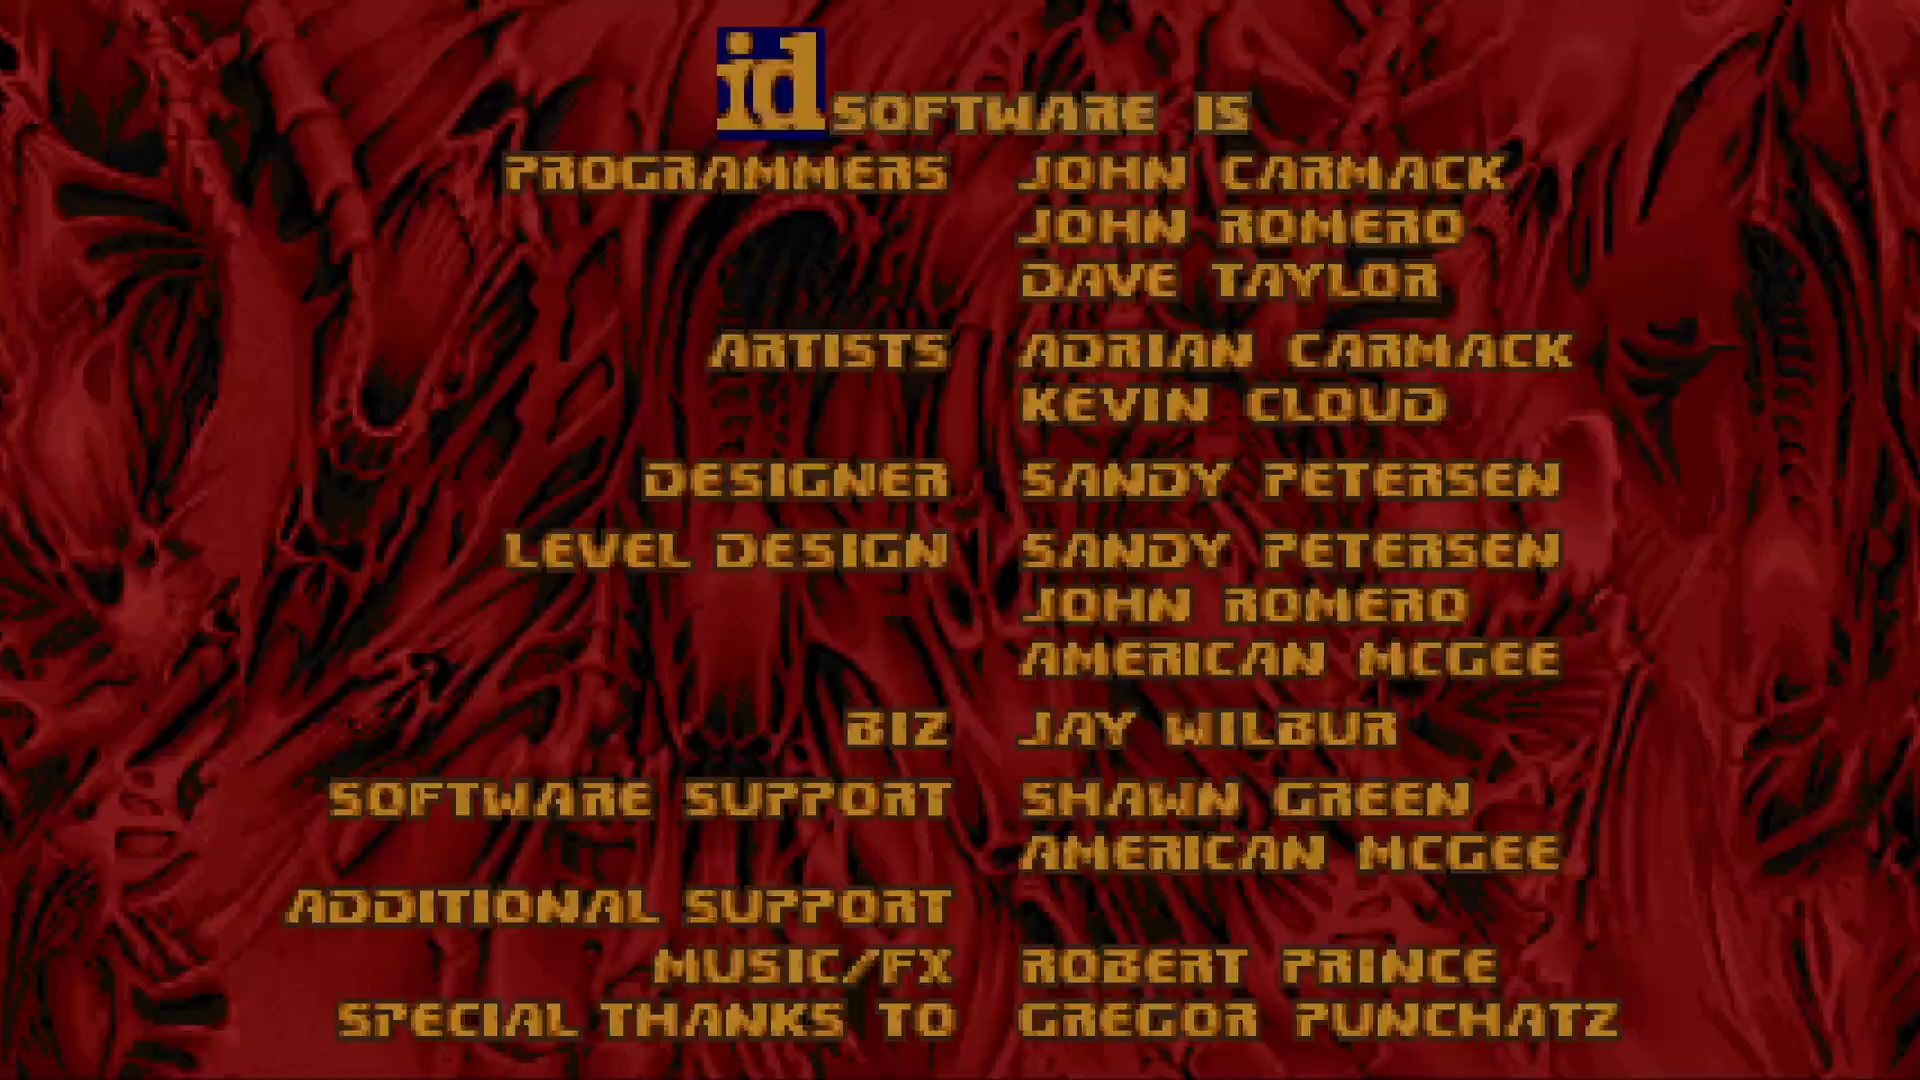 id SOFTWARE IS
PROGRAMMERS JOHN CARMACK
JOHN ROMERO
DAVE TAYLOR
ARTISTS ADRIAN CARMACK
KEVIN CLOUD
DESIGNER SANDY PETERSEN
LEVEL DESIGN SANDY PETERSEN
JOHN ROMERO
AMERICAN MCGEE
BIZ JAY WILBUR
SOFTWARE SUPPORT SHAWN GREEN
AMERICAN MCGEE
ADDITIONAL SUPPORT
MUSIC/FX ROBERT PRINCE
SPECIAL THANKS TO GREGOR PUNCHATZ